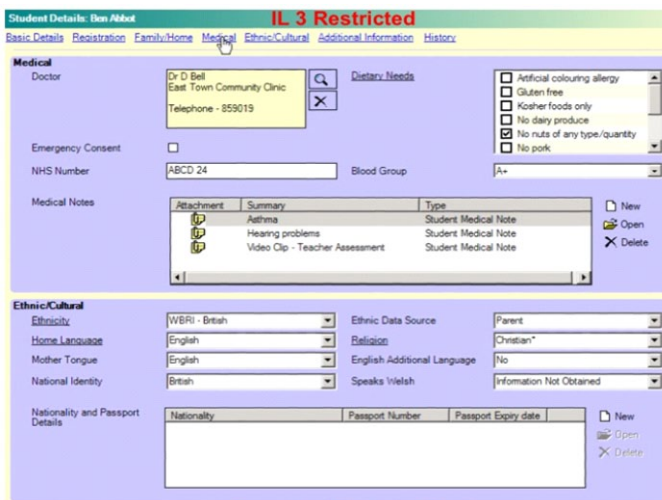 Student Details: Ben Abbot
IL 3 Restricted
Basic Details Registration Family/Home Medical Ethnic/Cultural Additional Information History
Medical
Doctor
Dr D Bell
East Town Community Clinic
Telephone - 859019
Dietary Needs
Artificial colouring allergy
Gluten free
Kosher foods only
No dairy produce
No nuts of any type/quantity
No pork
Emergency Consent
NHS Number
ABCD 24
Blood Group
A+
Medical Notes
Attachment Summary Type
Asthma Student Medical Note
Hearing problems Student Medical Note
Video Clip - Teacher Assessment Student Medical Note
New
Open
Delete
Ethnic/Cultural
Ethnicity WBRI - British Ethnic Data Source Parent
Home Language English Religion Christian*
Mother Tongue English English Additional Language No
National Identity British Speaks Welsh Information Not Obtained
Nationality and Passport
Details
Nationality Passport Number Passport Expiry date
New
Open
Delete